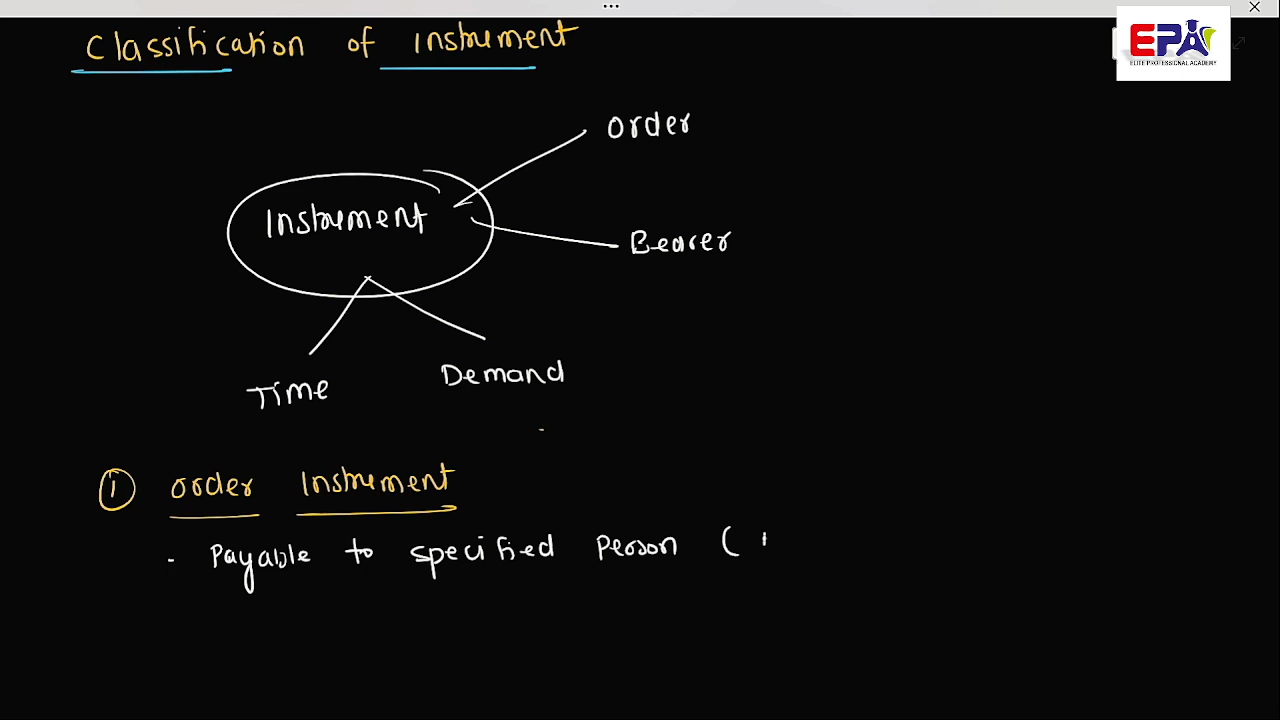 Classification of Instrument
EPA
ELITE PROFESSIONAL ACADEMY
order
Instrument
Bearer
Demand
Time
1 order Instrument
- Payable to specified Person (